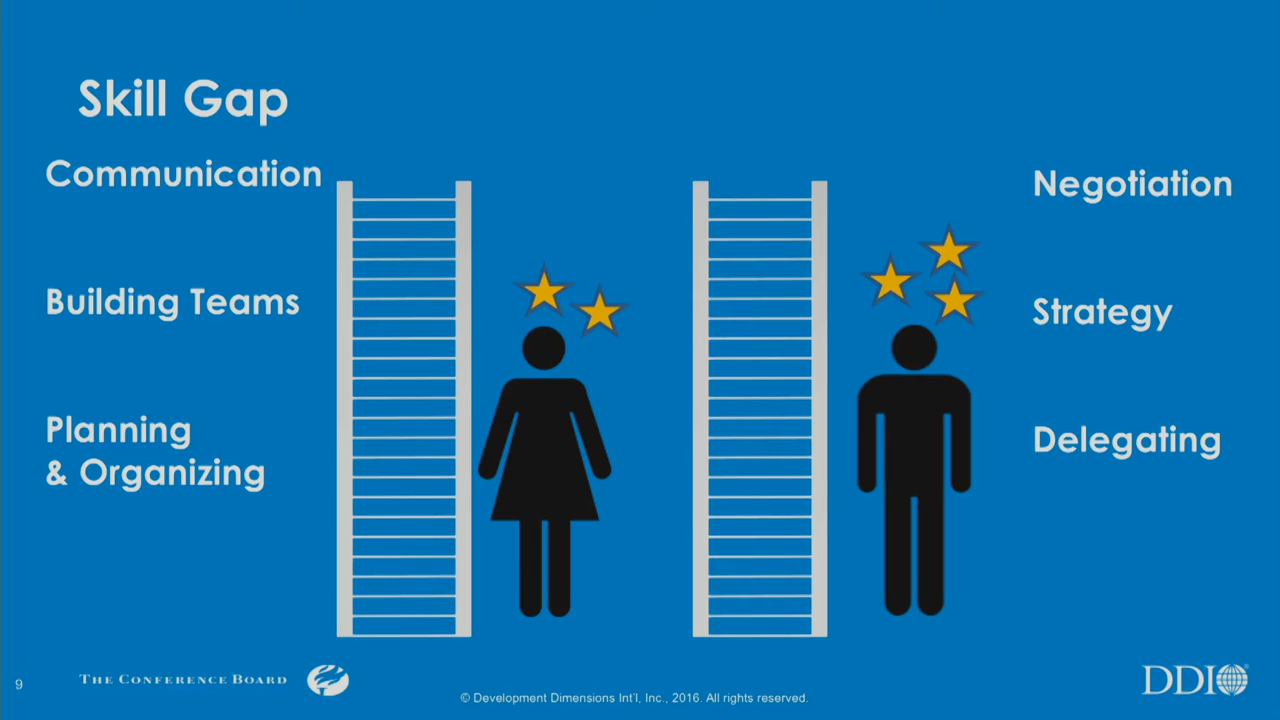 Skill Gap
Communication
Building Teams
Planning
& Organizing
Negotiation
Strategy
Delegating
9
THE CONFERENCE BOARD
© Development Dimensions Int'l, Inc., 2016. All rights reserved.
DDI®